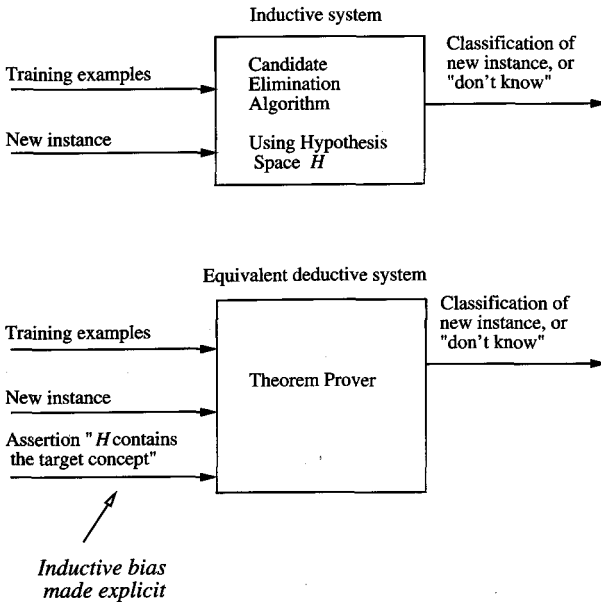 Inductive system
Training examples
New instance
Candidate
Elimination
Algorithm
Using Hypothesis
Space H
Classification of
new instance, or
"don't know"
Equivalent deductive system
Training examples
New instance
Assertion " H contains
the target concept"
Theorem Prover
Classification of
new instance, or
"don't know"
Inductive bias
made explicit